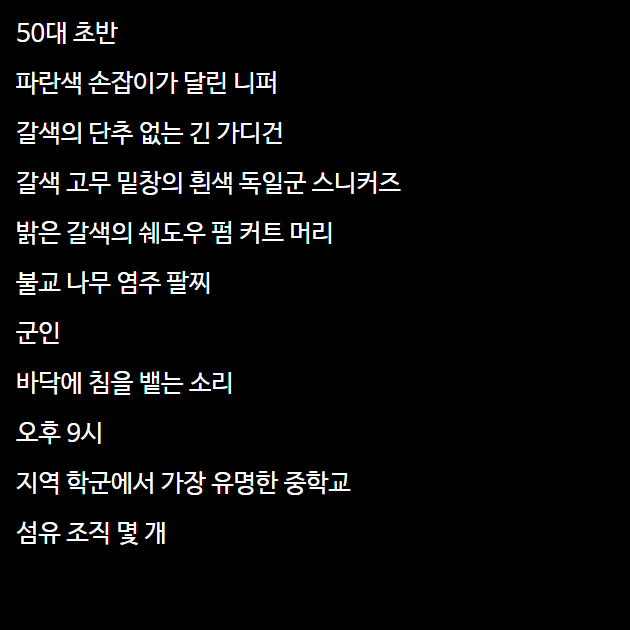 50대 초반
파란색 손잡이가 달린 니퍼
갈색의 단추 없는 긴 가디건
갈색 고무 밑창의 흰색 독일군 스니커즈
밝은 갈색의 쉐도우 펌 커트 머리
불교 나무 염주 팔찌
군인
바닥에 침을 뱉는 소리
오후 9시
지역 학군에서 가장 유명한 중학교
섬유 조직 몇 개